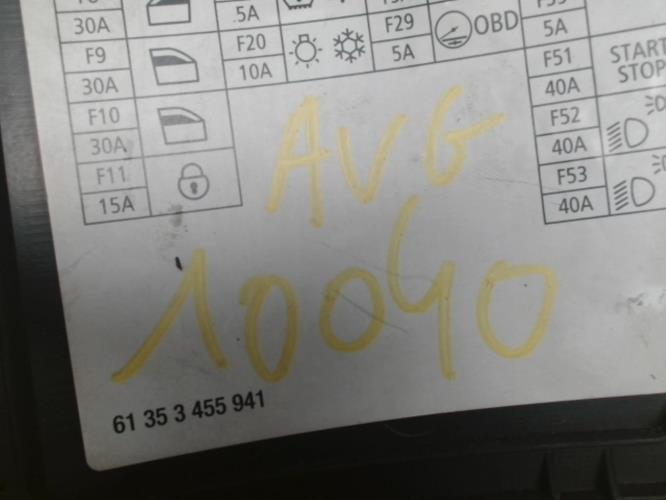 30A 5A
F9 F20 F29 OBD 5A
30A 10A 5A F51 START
F10 40A STOP
30A F52
F11 40A
15A F53
40A
AVG
10040
61 35 3 455 941